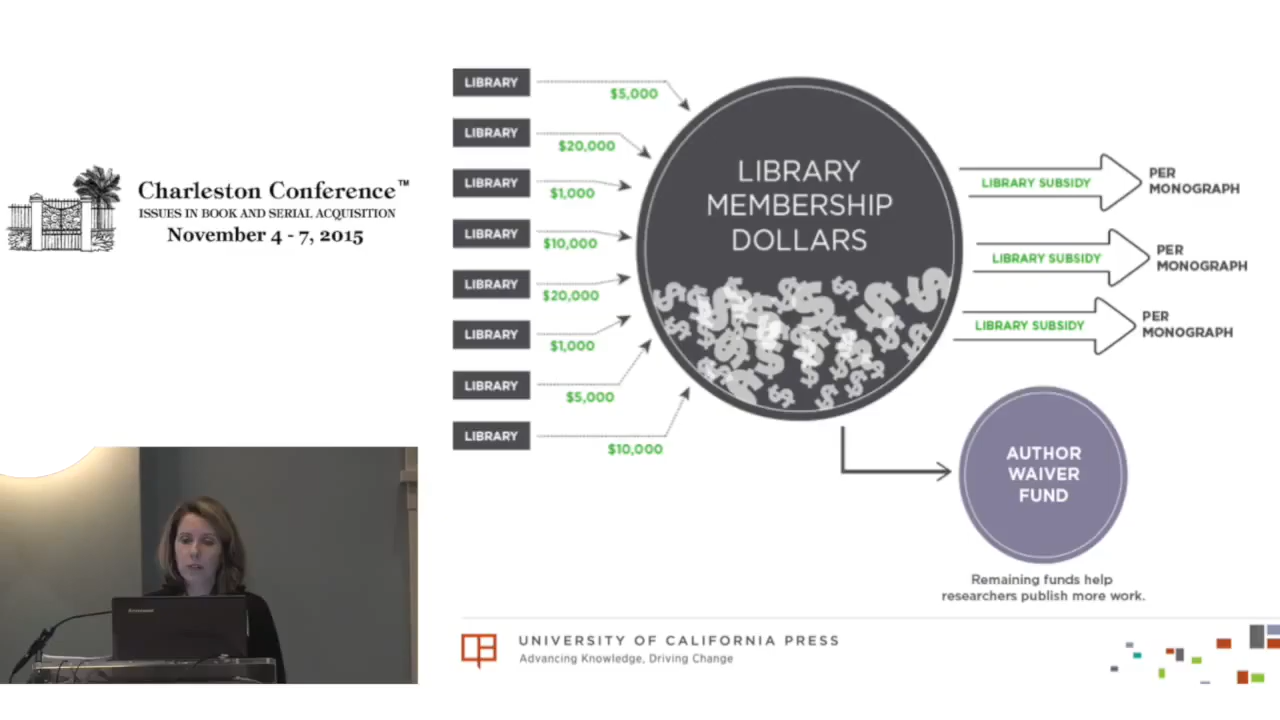 Charleston Conference™
ISSUES IN BOOK AND SERIAL ACQUISITION
November 4 - 7, 2015
LIBRARY
$5,000
LIBRARY
$20,000
LIBRARY
$1,000
LIBRARY
$10,000
LIBRARY
$20,000
LIBRARY
$1,000
LIBRARY
$5,000
LIBRARY
$10,000
LIBRARY
MEMBERSHIP
DOLLARS
LIBRARY SUBSIDY
PER
MONOGRAPH
LIBRARY SUBSIDY
PER
MONOGRAPH
LIBRARY SUBSIDY
PER
MONOGRAPH
AUTHOR
WAIVER
FUND
Remaining funds help
researchers publish more work.
UNIVERSITY OF CALIFORNIA PRESS
Advancing Knowledge, Driving Change